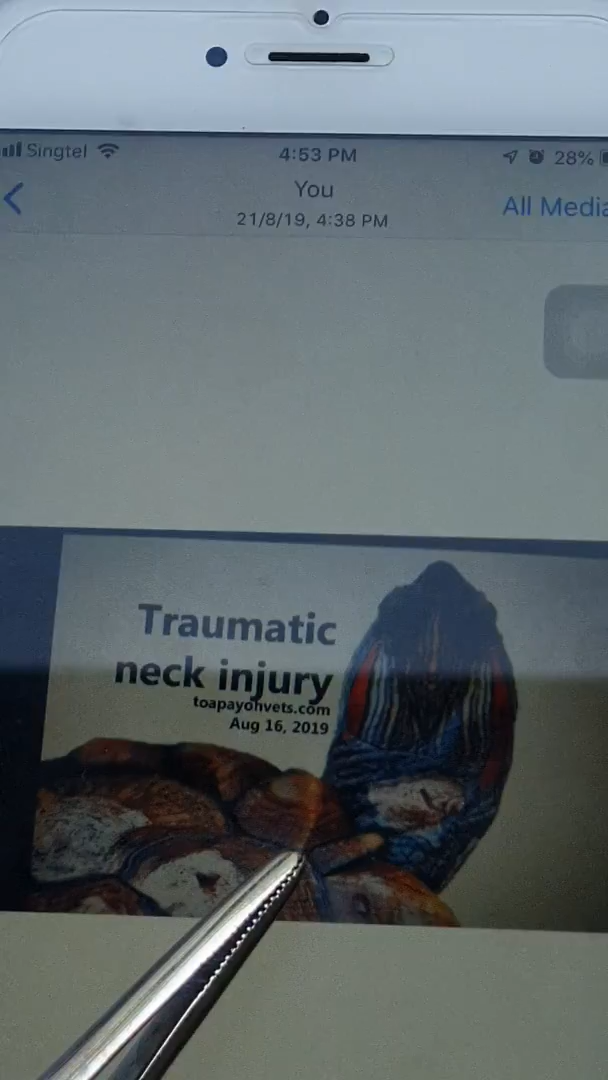 Singtel 4:53 PM 28%
You
21/8/19, 4:38 PM
All Media
Traumatic
neck injury
toapayohvets.com
Aug 16, 2019